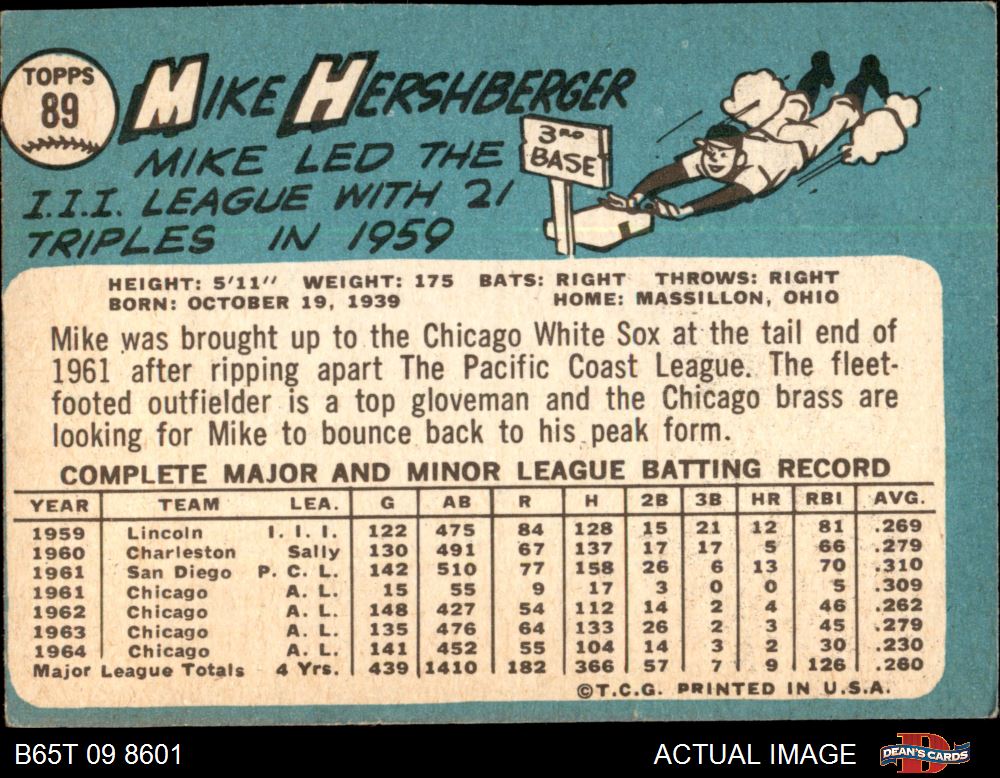 TOPPS
89
MIKE HERSHBERGER
MIKE LED THE
I.I.I. LEAGUE WITH 21
TRIPLES IN 1959
3RD
BASE
HEIGHT: 5'11" WEIGHT: 175 BATS: RIGHT THROWS: RIGHT
BORN: OCTOBER 19, 1939 HOME: MASSILLON, OHIO
Mike was brought up to the Chicago White Sox at the tail end of
1961 after ripping apart The Pacific Coast League. The fleet-
footed outfielder is a top gloveman and the Chicago brass are
looking for Mike to bounce back to his peak form.
COMPLETE MAJOR AND MINOR LEAGUE BATTING RECORD
YEAR TEAM LEA. G AB R H 2B 3B HR RBI AVG.
1959 Lincoln I. I. I. 122 475 84 128 15 21 12 81 .269
1960 Charleston Sally 130 491 67 137 17 17 5 66 .279
1961 San Diego P. C. L. 142 510 77 158 26 6 13 70 .310
1961 Chicago A. L. 15 55 9 17 3 0 0 5 .309
1962 Chicago A. L. 148 427 54 112 14 2 4 46 .262
1963 Chicago A. L. 135 476 64 133 26 2 3 45 .279
1964 Chicago A. L. 141 452 55 104 14 3 2 30 .230
Major League Totals 4 Yrs. 439 1410 182 366 57 7 9 126 .260
©T.C.G. PRINTED IN U.S.A.
B65T 09 8601 ACTUAL IMAGE DEAN'S CARDS